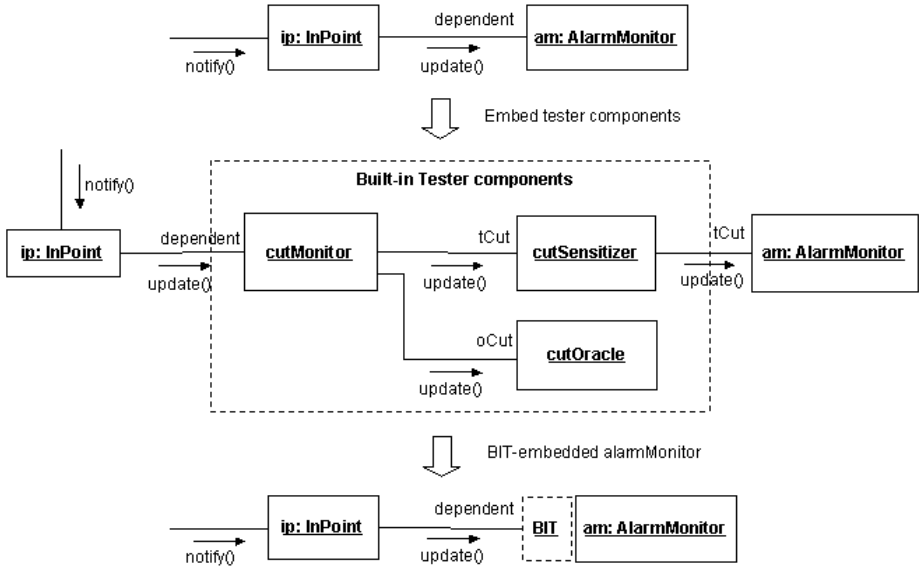 dependent
ip: InPoint
am: AlarmMonitor
notify()
update()
Embed tester components
Built-in Tester components
notify()
ip: InPoint
dependent
cutMonitor
tCut
cutSensitizer
tCut
am: AlarmMonitor
update()
update()
update()
oCut
cutOracle
update()
BIT-embedded alarmMonitor
dependent
ip: InPoint
BIT
am: AlarmMonitor
notify()
update()